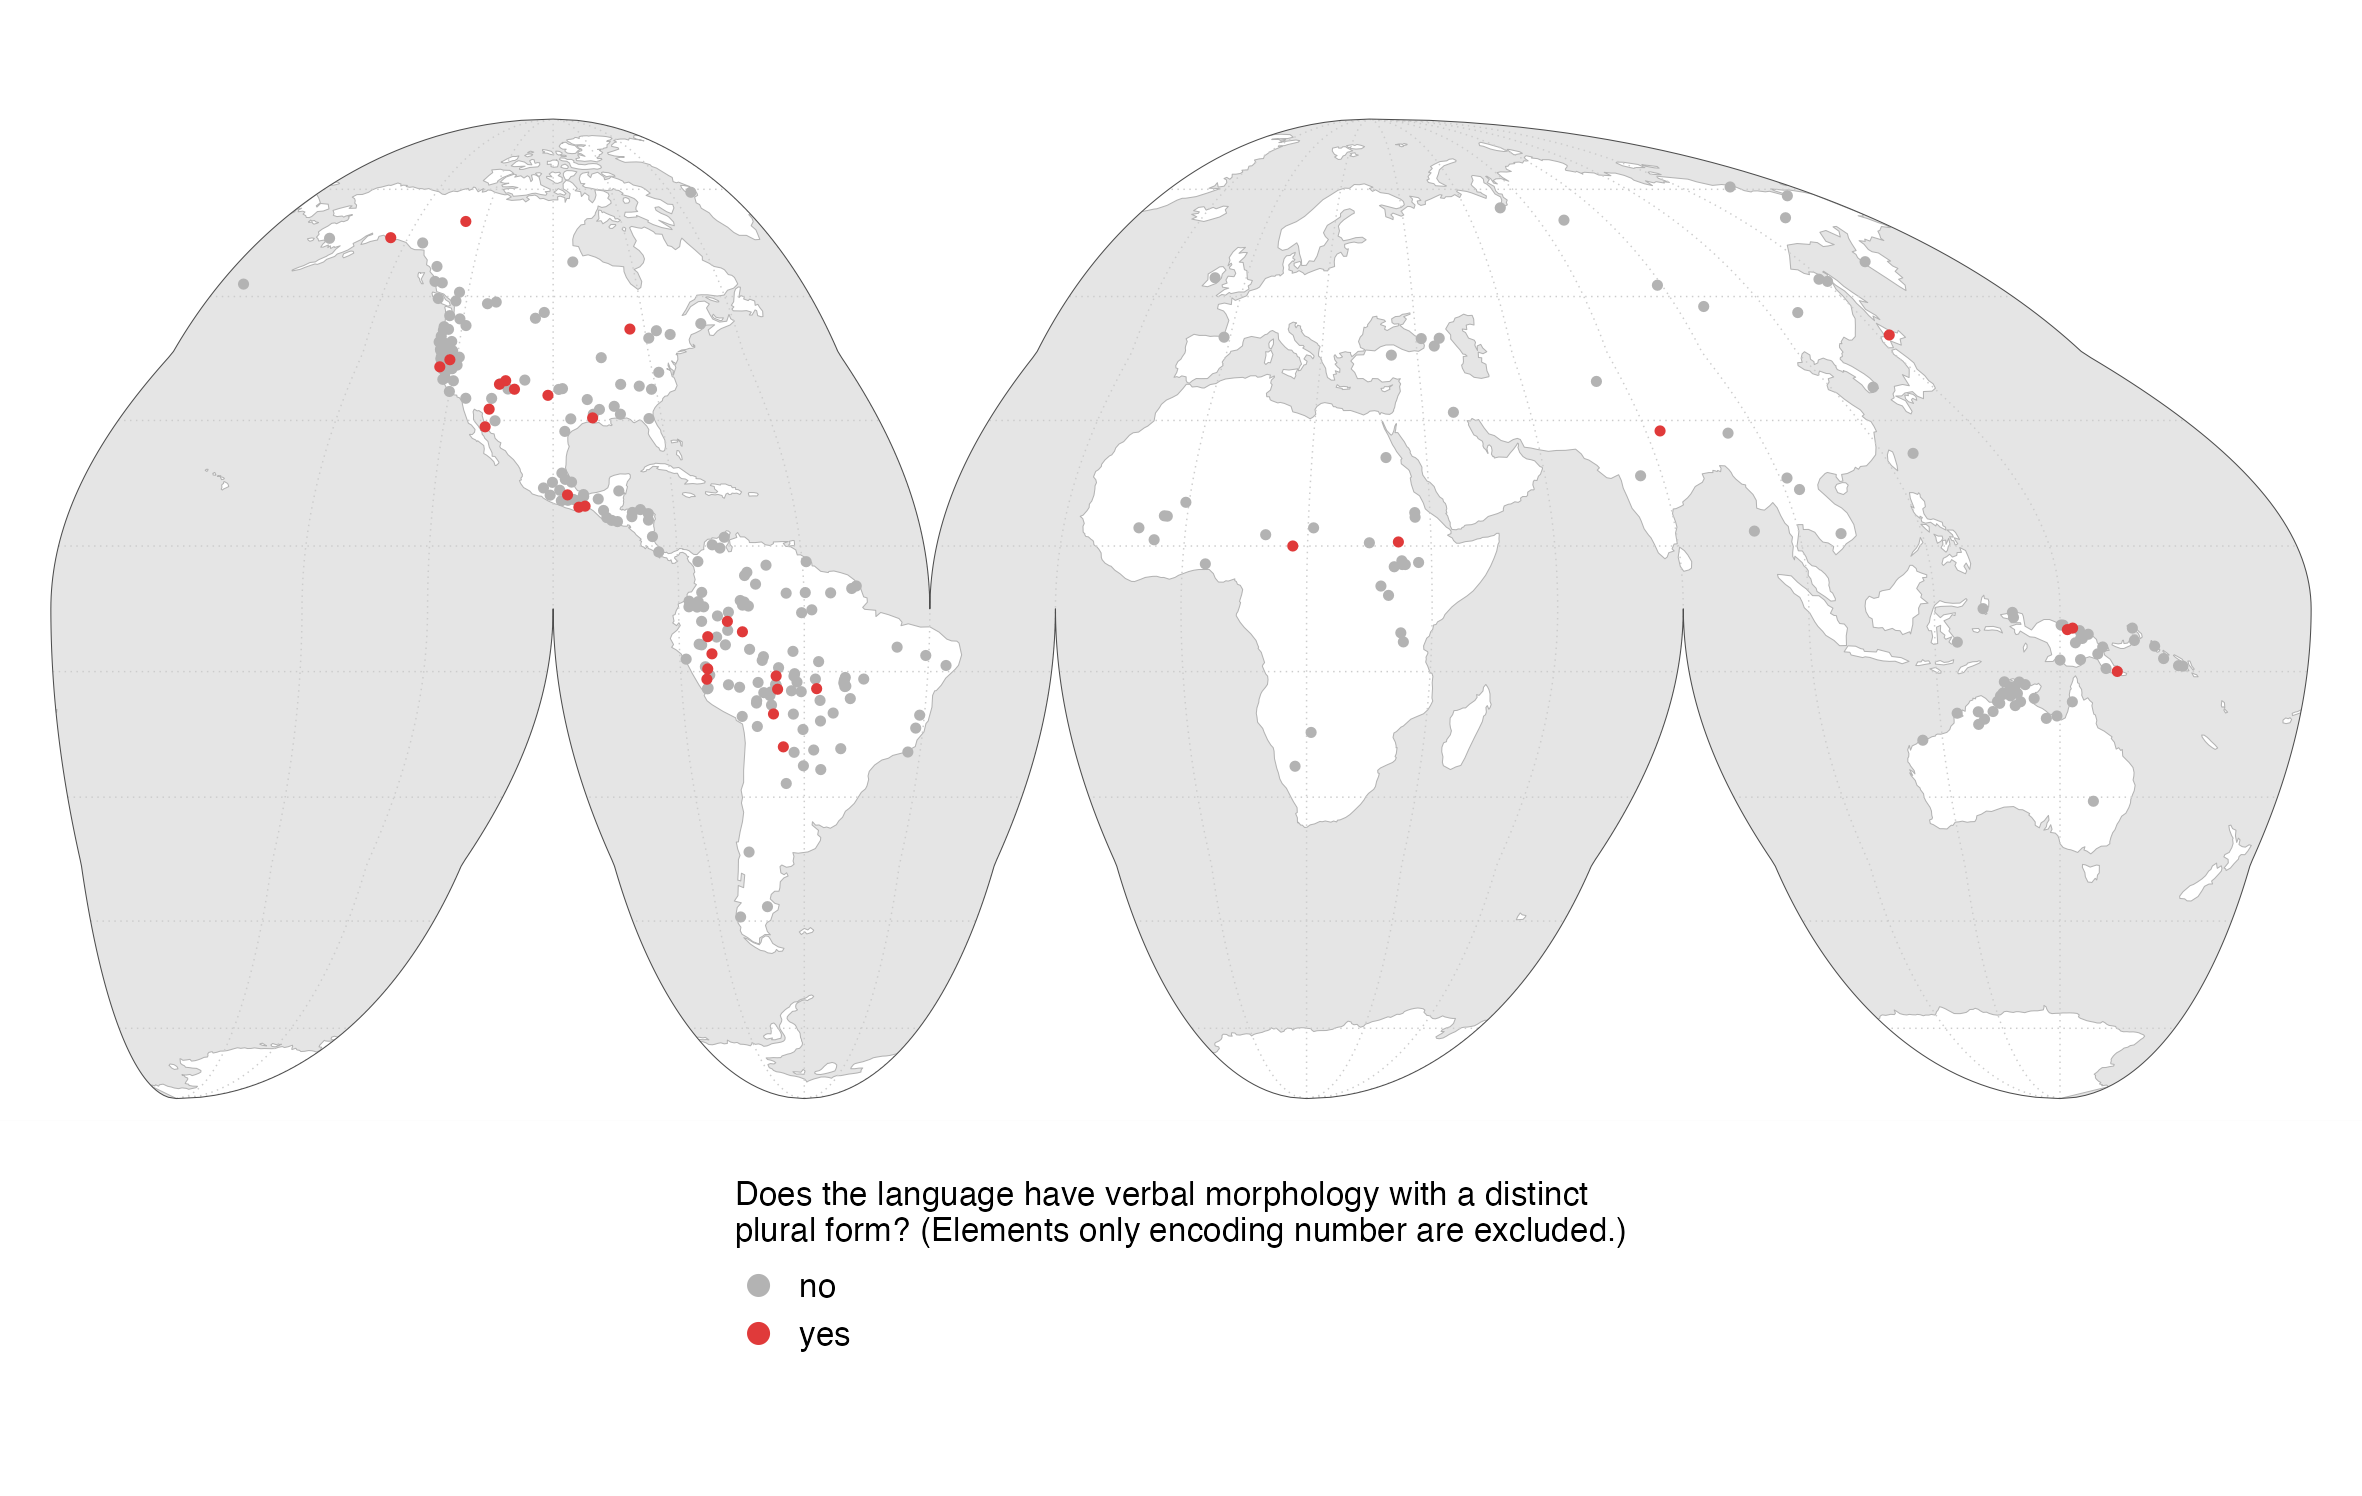 Does the language have verbal morphology with a distinct
plural form? (Elements only encoding number are excluded.)
no
yes